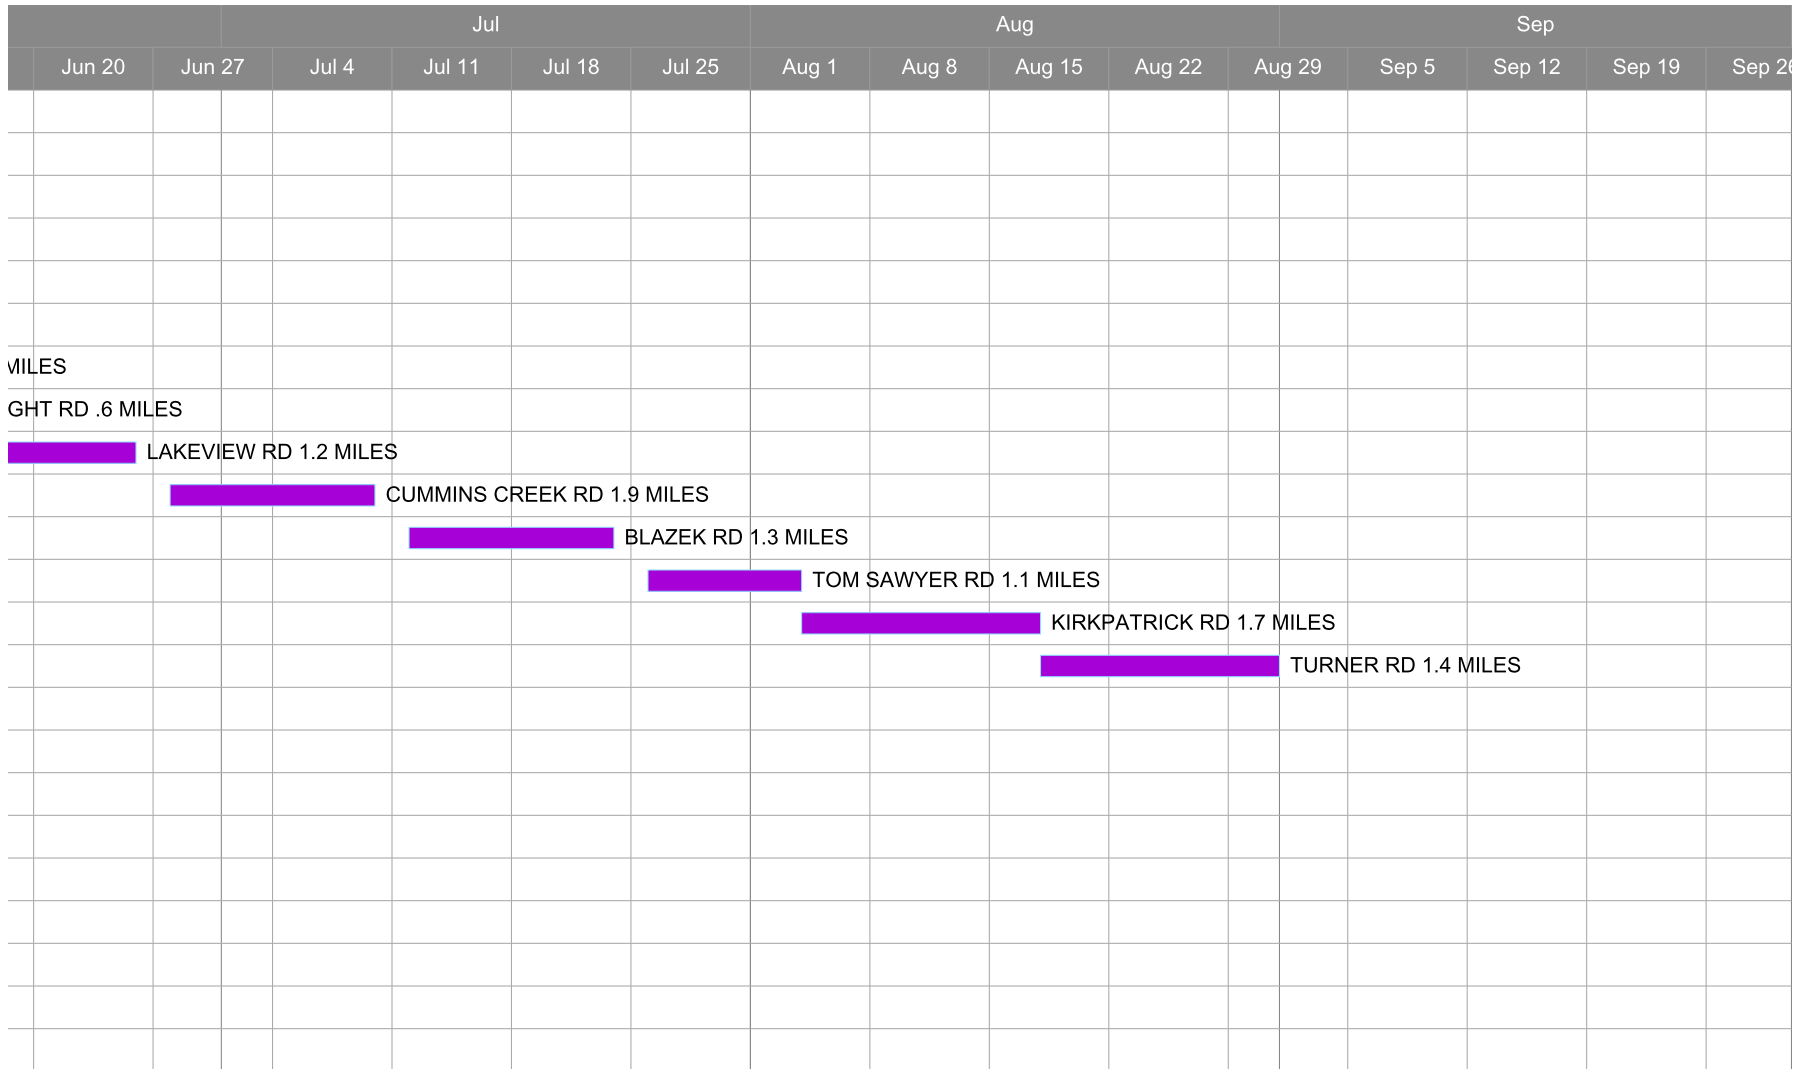 Jul Aug Sep
Jun 20 Jun 27 Jul 4 Jul 11 Jul 18 Jul 25 Aug 1 Aug 8 Aug 15 Aug 22 Aug 29 Sep 5 Sep 12 Sep 19 Sep 26
MILES
GHT RD .6 MILES
LAKEVIEW RD 1.2 MILES
CUMMINS CREEK RD 1.9 MILES
BLAZEK RD 1.3 MILES
TOM SAWYER RD 1.1 MILES
KIRKPATRICK RD 1.7 MILES
TURNER RD 1.4 MILES